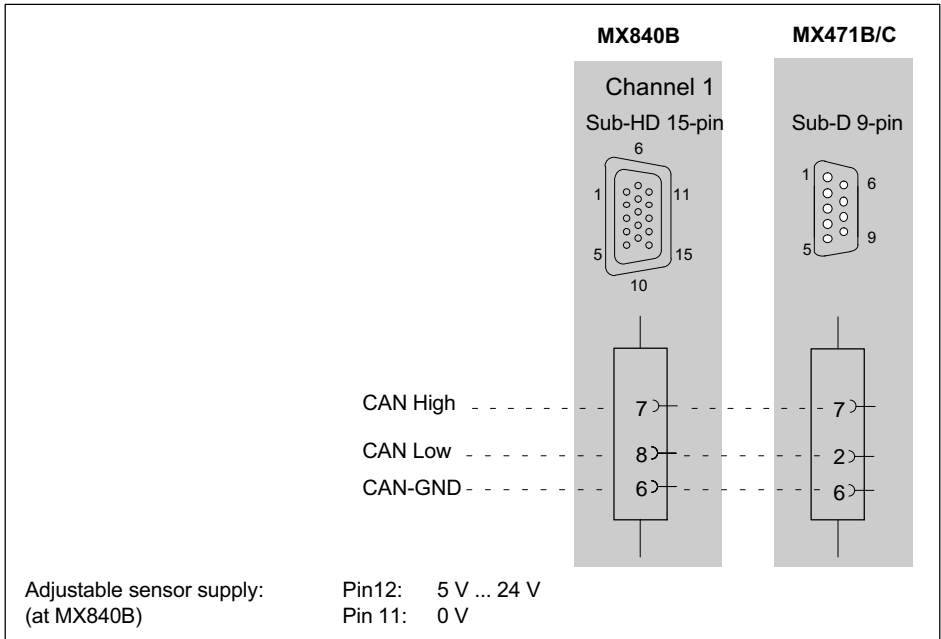 MX840B MX471B/C
Channel 1
Sub-HD 15-pin Sub-D 9-pin
6
1 11
5 15
10
1 6
5 9
CAN High 7 7
CAN Low 8 2
CAN-GND 6 6
Adjustable sensor supply: Pin12: 5 V ... 24 V
(at MX840B) Pin 11: 0 V